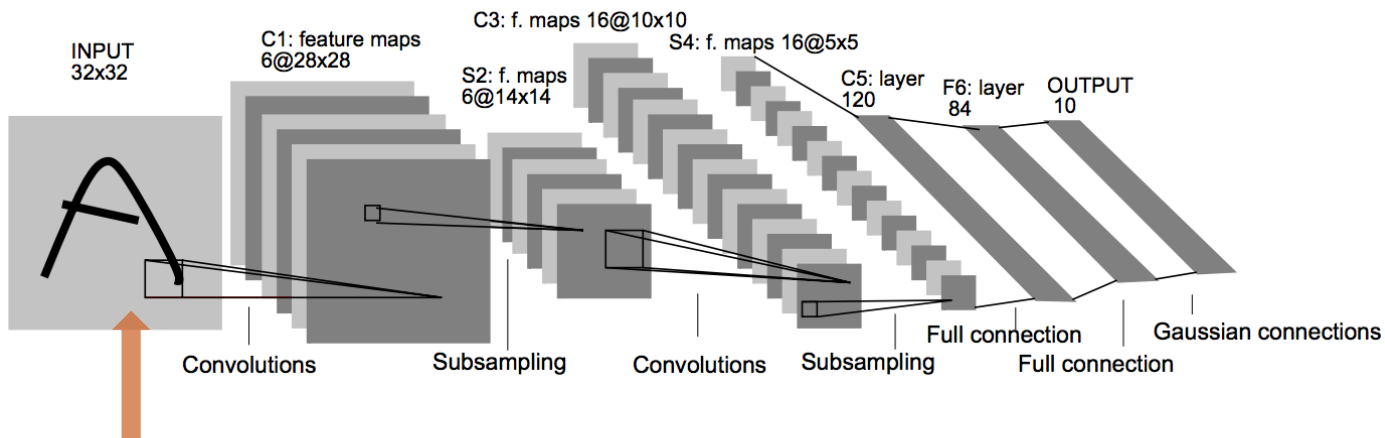 INPUT
32x32
C1: feature maps
6@28x28
S2: f. maps
6@14x14
C3: f. maps 16@10x10
S4: f. maps 16@5x5
C5: layer
120
F6: layer
84
OUTPUT
10
Convolutions
Subsampling
Convolutions
Subsampling
Full connection
Full connection
Gaussian connections
A